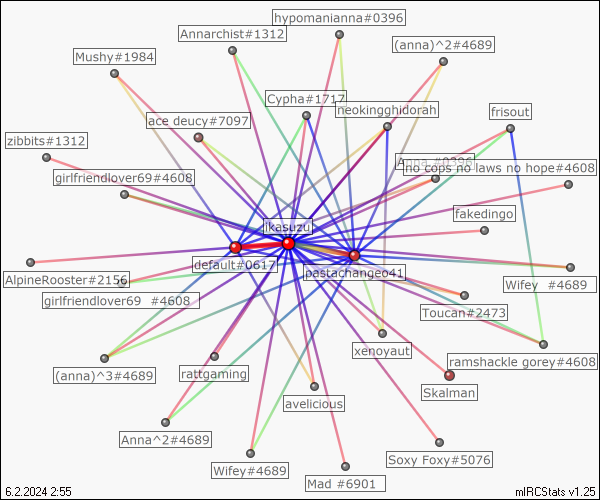 hypomanianna#0396
Annarchist#1312
(anna)^2#4689
Mushy#1984
Cypha#1717
neokingghidorah
frisout
ace deucy#7097
zibbits#1312
Anna #0396
no cops no laws no hope#4608
girlfriendlover69#4608
fakedingo
ikasuzu
default#0617
pastachangeo41
AlpineRooster#2156
Wifey #4689
girlfriendlover69 #4608
Toucan#2473
xenoyaut
ramshackle gorey#4608
(anna)^3#4689
rattgaming
Skalman
avelicious
Anna^2#4689
Soxy Foxy#5076
Wifey#4689
Mad #6901
6.2.2024 2:55
mIRCStats v1.25